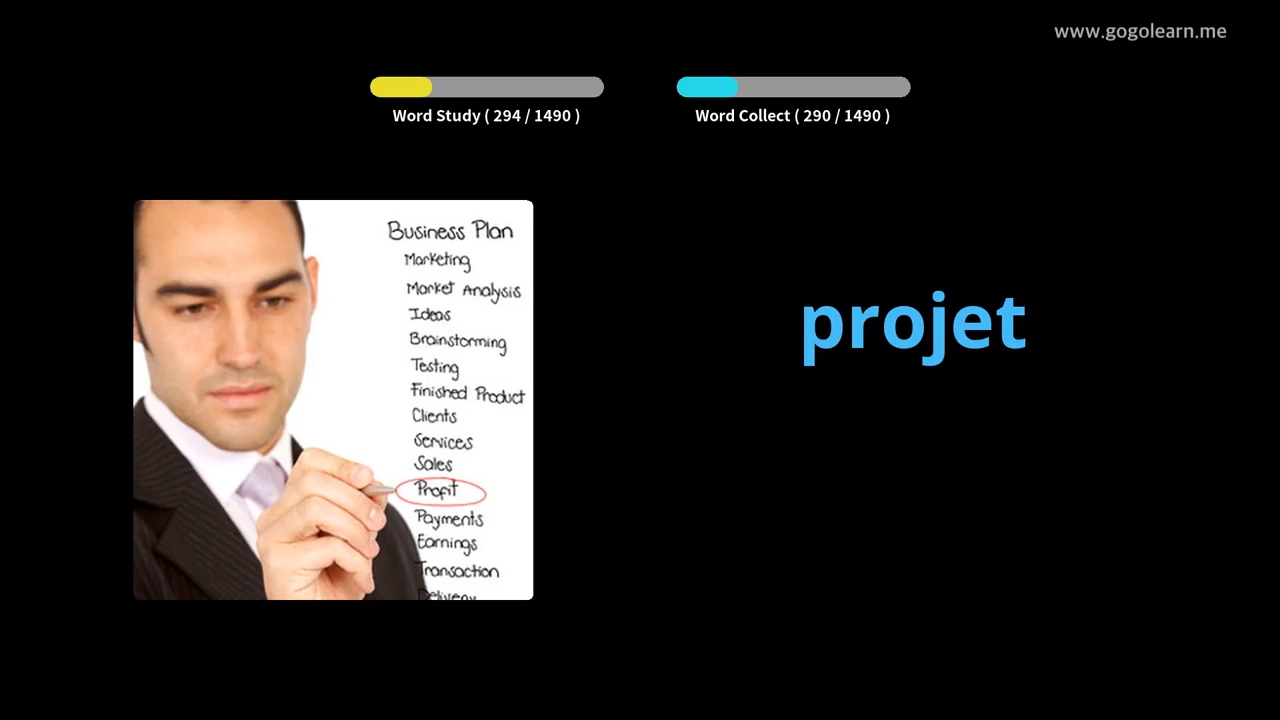 www.gogolearn.me
Word Study ( 294 / 1490 )
Word Collect ( 290 / 1490 )
Business Plan
Marketing
Market Analysis
Ideas
Brainstorming
Testing
Finished Product
Clients
Services
Sales
Profit
Payments
Earnings
Transaction
Delivery
projet